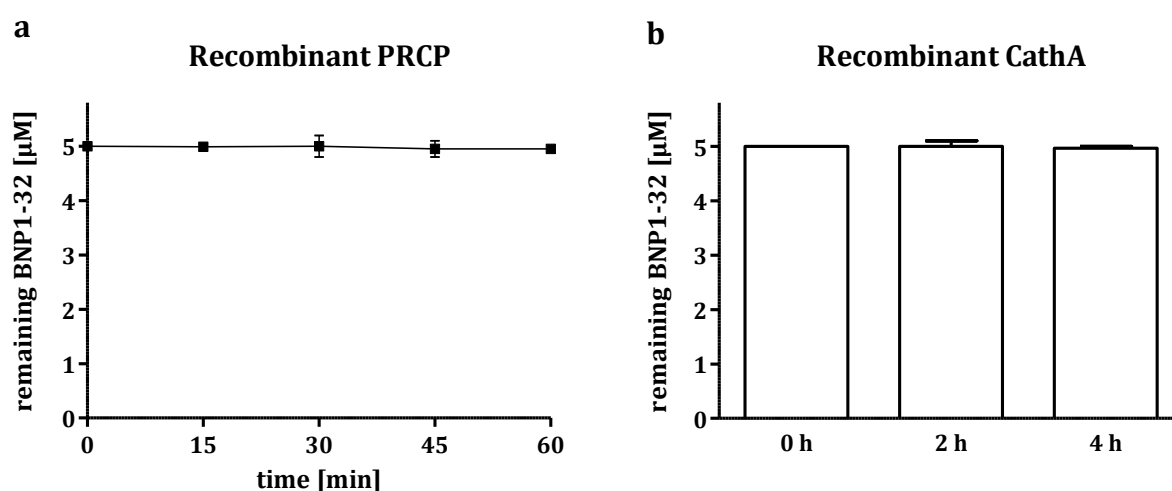 a
Recombinant PRCP
remaining BNP1-32 [µM]
5
4
3
2
1
0
0 15 30 45 60
time [min]
b
Recombinant CathA
remaining BNP1-32 [µM]
5
4
3
2
1
0
0 h 2 h 4 h